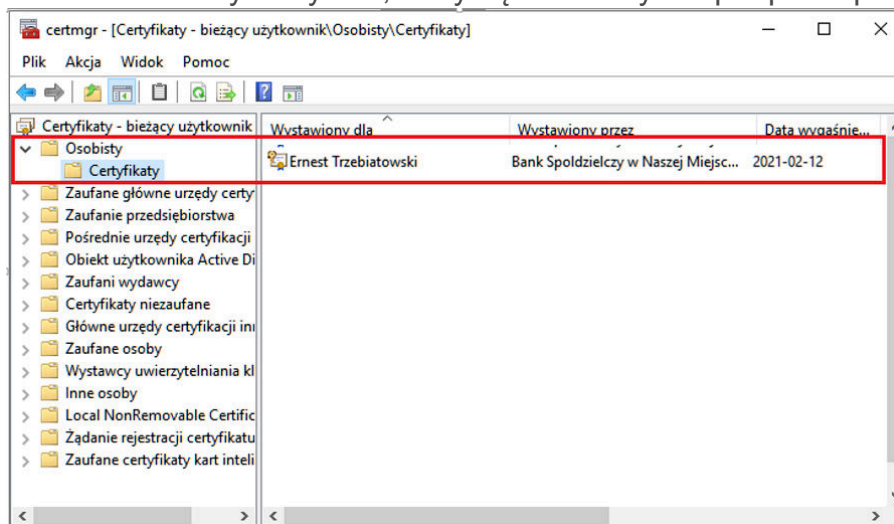 certmgr - [Certyfikaty - bieżący użytkownik\Osobisty\Certyfikaty]
Plik Akcja Widok Pomoc
Certyfikaty - bieżący użytkownik
Osobisty
Certyfikaty
Zaufane główne urzędy certy
Zaufanie przedsiębiorstwa
Pośrednie urzędy certyfikacji
Obiekt użytkownika Active Di
Zaufani wydawcy
Certyfikaty niezaufane
Główne urzędy certyfikacji inn
Zaufane osoby
Wystawcy uwierzytelniania kl
Inne osoby
Local NonRemovable Certific
Żądanie rejestracji certyfikatu
Zaufane certyfikaty kart inteli
Wystawiony dla Wystawiony przez Data wygaśnie...
Ernest Trzebiatowski Bank Spoldzielczy w Naszej Miejsc... 2021-02-12